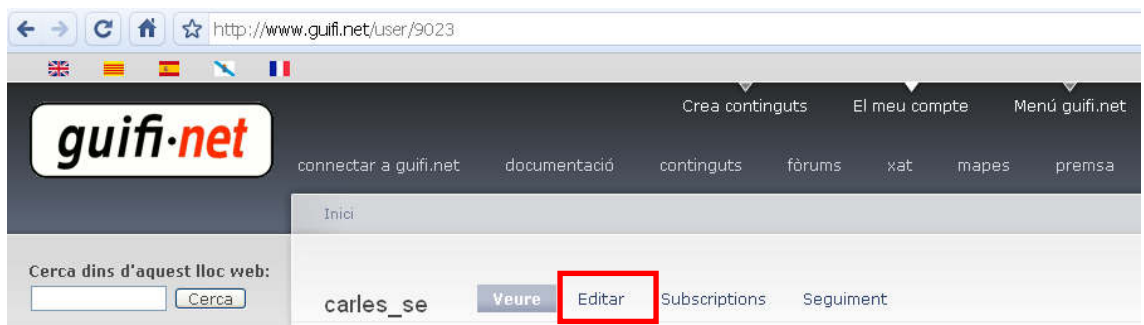 http://www.guifi.net/user/9023
Crea continguts El meu compte Menú guifi.net
guifi·net
connectar a guifi.net documentació continguts fòrums xat mapes premsa
Inici
Cerca dins d'aquest lloc web:
Cerca
carles_se Veure Editar Subscriptions Seguiment